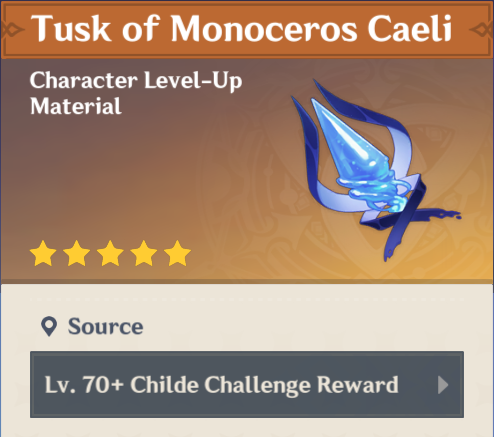 Tusk of Monoceros Caeli
Character Level-Up
Material
Source
Lv. 70+ Childe Challenge Reward